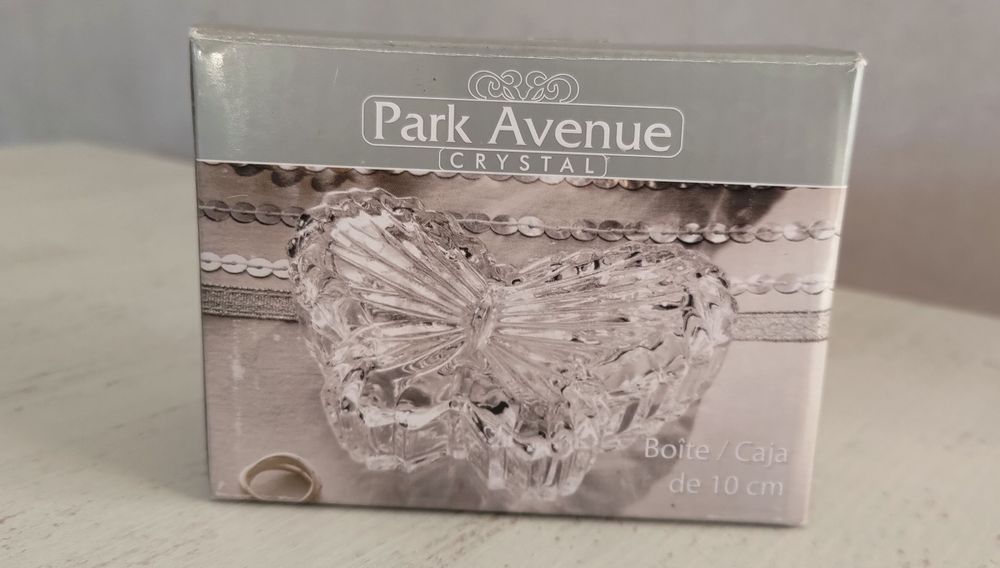 Park Avenue
CRYSTAL
Boîte / Caja
de 10 cm